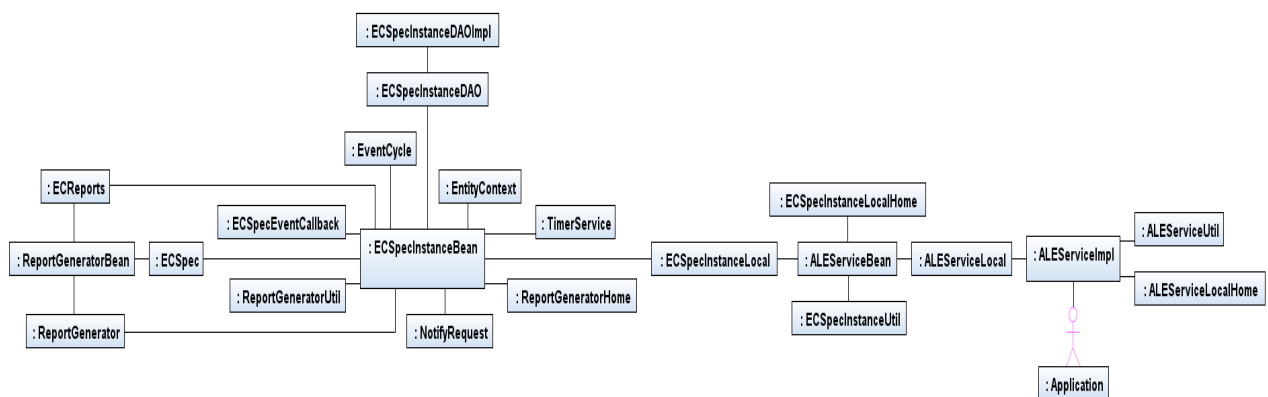 : ECSpecInstanceDAOImpl
: ECSpecInstanceDAO
: EventCycle
: ECReports
: EntityContext
: ECSpecInstanceLocalHome
: ECSpecEventCallback
: TimerService
: ALEServiceUtil
: ECSpecInstanceBean
: ReportGeneratorBean
: ECSpec
: ECSpecInstanceLocal
: ALEServiceBean
: ALEServiceLocal
: ALEServiceImpl
: ALEServiceLocalHome
: ReportGeneratorUtil
: ReportGeneratorHome
: ECSpecInstanceUtil
: ReportGenerator
: NotifyRequest
: Application